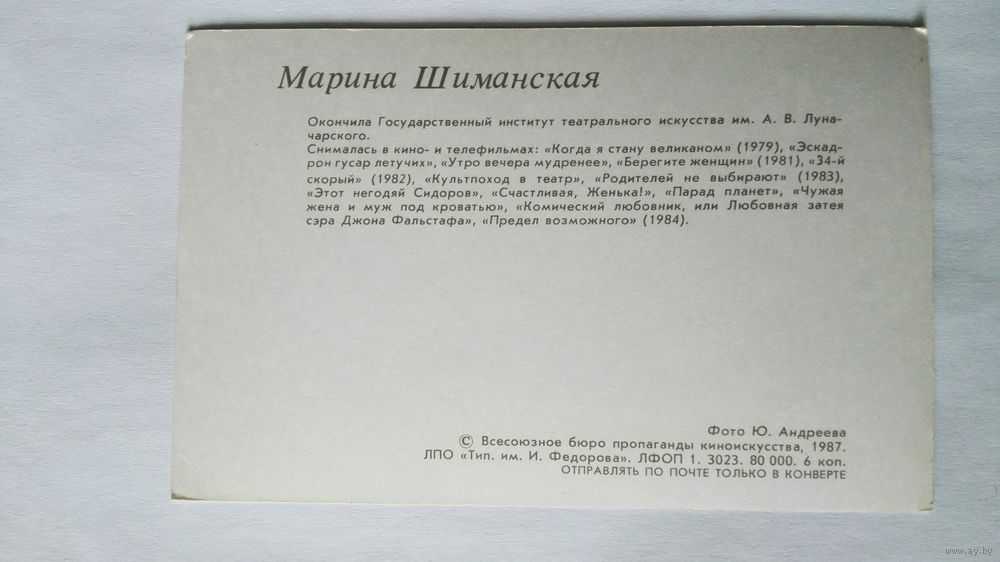 Марина Шиманская
Окончила Государственный институт театрального искусства им. А. В. Луна-
чарского.
Снималась в кино- и телефильмах: «Когда я стану великаном» (1979), «Эскад-
рон гусар летучих», «Утро вечера мудренее», «Берегите женщин» (1981), «34-й
скорый» (1982), «Культпоход в театр», «Родителей не выбирают» (1983),
«Этот негодяй Сидоров», «Счастливая, Женька!», «Парад планет», «Чужая
жена и муж под кроватью», «Комический любовник, или Любовная затея
сэра Джона Фальстафа», «Предел возможного» (1984).
Фото Ю. Андреева
© Всесоюзное бюро пропаганды киноискусства, 1987.
ЛПО «Тип. им. И. Федорова». ЛФОП 1. 3023. 80 000. 6 коп.
ОТПРАВЛЯТЬ ПО ПОЧТЕ ТОЛЬКО В КОНВЕРТЕ
www.ay.by